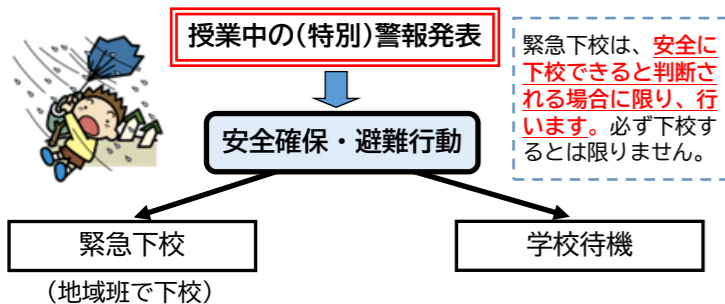 授業中の(特別)警報発表
緊急下校は、安全に
下校できると判断さ
れる場合に限り、行
います。必ず下校す
るとは限りません。
安全確保・避難行動
緊急下校
学校待機
（地域班で下校）